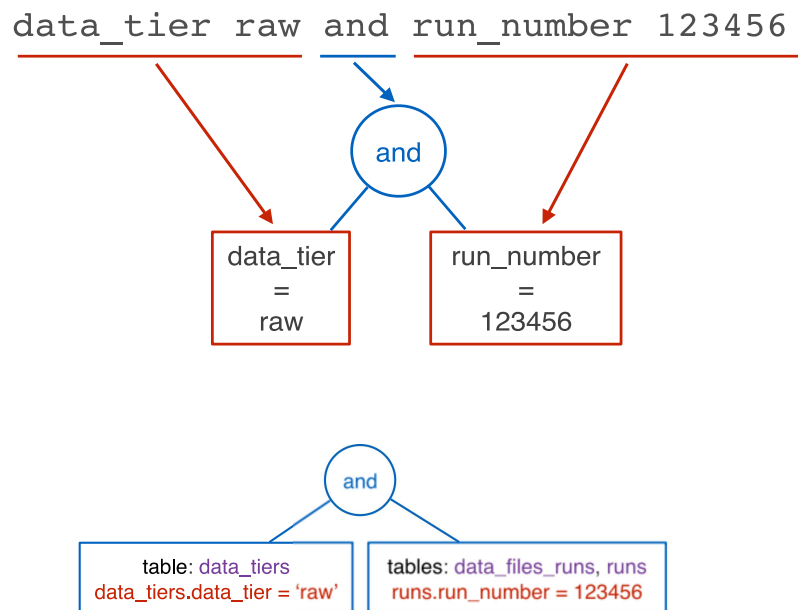 data_tier raw and run_number 123456
and
data_tier
=
raw
run_number
=
123456
and
table: data_tiers
data_tiers.data_tier = ‘raw’
tables: data_files_runs, runs
runs.run_number = 123456